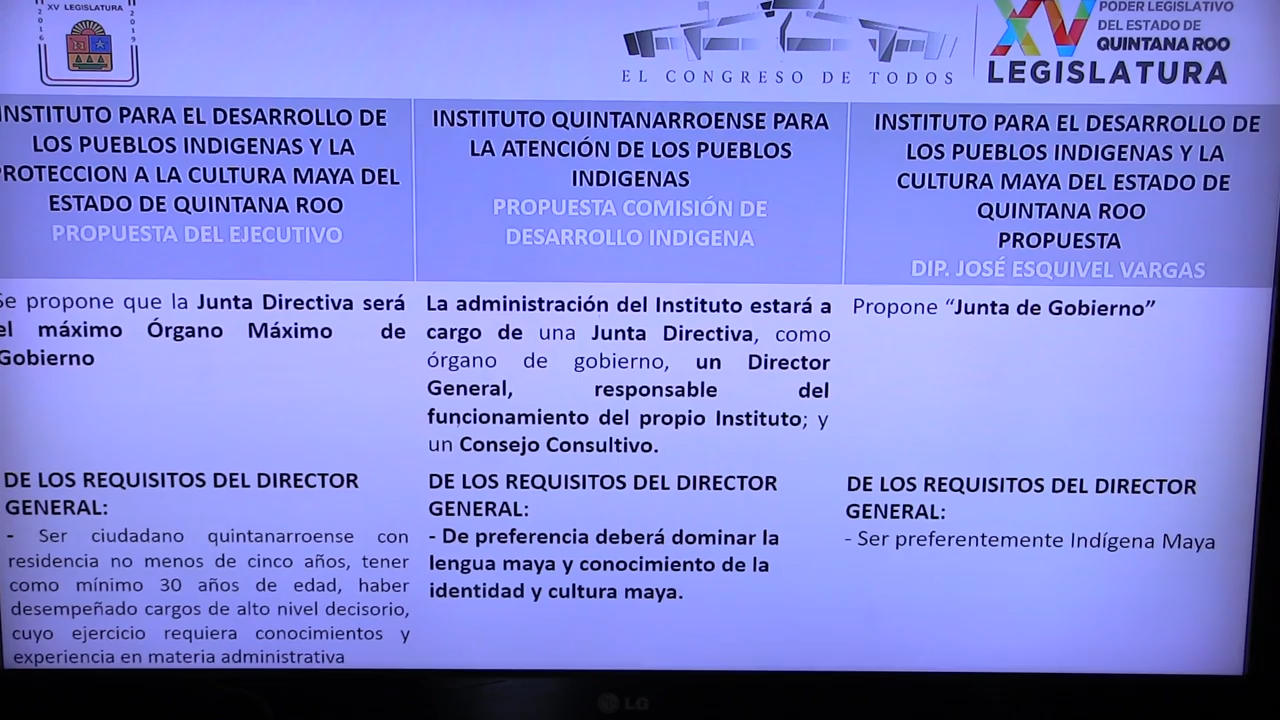 XV LEGISLATURA
2016
2019
EL CONGRESO DE TODOS
XV
PODER LEGISLATIVO
DEL ESTADO DE
QUINTANA ROO
LEGISLATURA
INSTITUTO PARA EL DESARROLLO DE
LOS PUEBLOS INDIGENAS Y LA
PROTECCION A LA CULTURA MAYA DEL
ESTADO DE QUINTANA ROO
PROPUESTA DEL EJECUTIVO
INSTITUTO QUINTANARROENSE PARA
LA ATENCIÓN DE LOS PUEBLOS
INDIGENAS
PROPUESTA COMISIÓN DE
DESARROLLO INDIGENA
INSTITUTO PARA EL DESARROLLO DE
LOS PUEBLOS INDIGENAS Y LA
CULTURA MAYA DEL ESTADO DE
QUINTANA ROO
PROPUESTA
DIP. JOSÉ ESQUIVEL VARGAS
Se propone que la Junta Directiva será
el máximo Órgano Máximo de
Gobierno
La administración del Instituto estará a
cargo de una Junta Directiva, como
órgano de gobierno, un Director
General, responsable del
funcionamiento del propio Instituto; y
un Consejo Consultivo.
Propone “Junta de Gobierno”
DE LOS REQUISITOS DEL DIRECTOR
GENERAL:
- Ser ciudadano quintanarroense con
residencia no menos de cinco años, tener
como mínimo 30 años de edad, haber
desempeñado cargos de alto nivel decisorio,
cuyo ejercicio requiera conocimientos y
experiencia en materia administrativa
DE LOS REQUISITOS DEL DIRECTOR
GENERAL:
- De preferencia deberá dominar la
lengua maya y conocimiento de la
identidad y cultura maya.
DE LOS REQUISITOS DEL DIRECTOR
GENERAL:
- Ser preferentemente Indígena Maya
LG